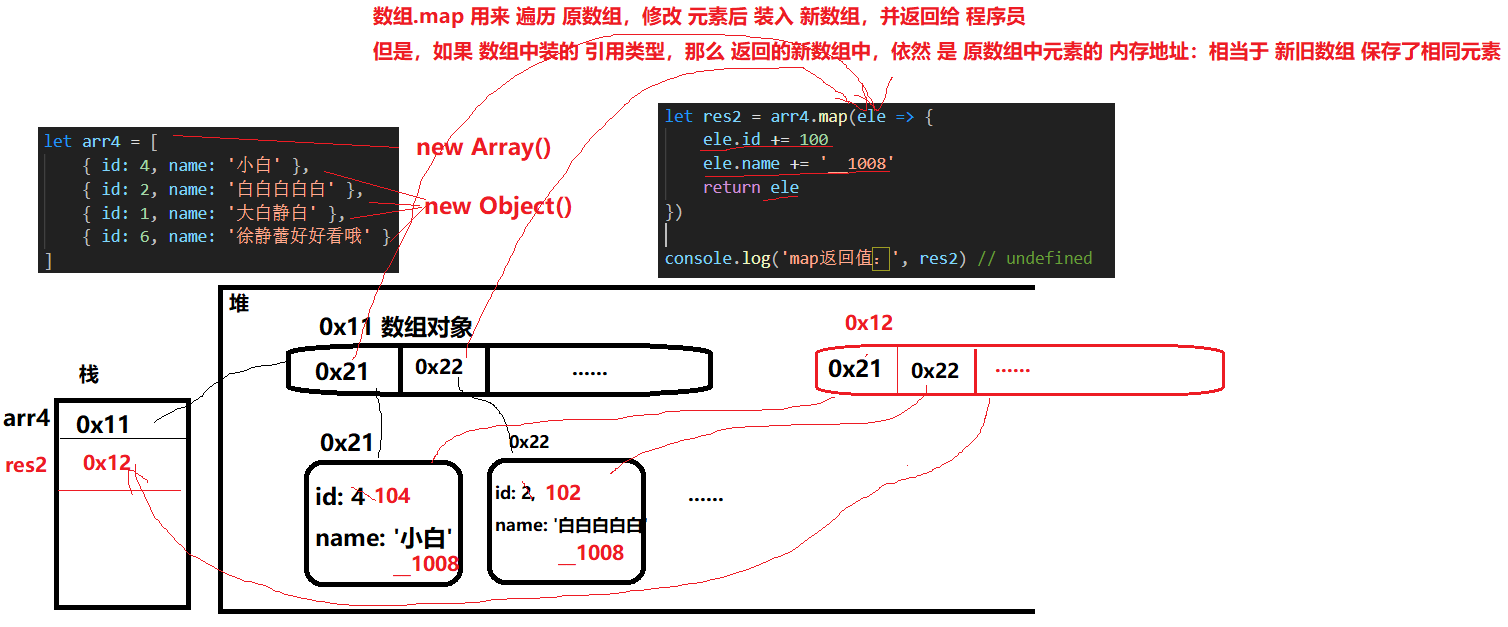 数组.map 用来 遍历 原数组，修改 元素后 装入 新数组，并返回给 程序员
但是，如果 数组中装的 引用类型，那么 返回的新数组中，依然 是 原数组中元素的 内存地址：相当于 新旧数组 保存了相同元素
let arr4 = [
{ id: 4, name: '小白' },
{ id: 2, name: '白白白白白' },
{ id: 1, name: '大白静白' },
{ id: 6, name: '徐静蕾好好看哦' }
]
new Array()
new Object()
let res2 = arr4.map(ele => {
ele.id += 100
ele.name += '__1008'
return ele
})
console.log('map返回值：', res2) // undefined
堆
0x11 数组对象
0x21
0x22
......
0x12
0x21
0x22
......
栈
arr4
0x11
res2
0x12
0x21
id: 4 104
name: '小白'
__1008
0x22
id: 2, 102
name: '白白白白白'
__1008
......